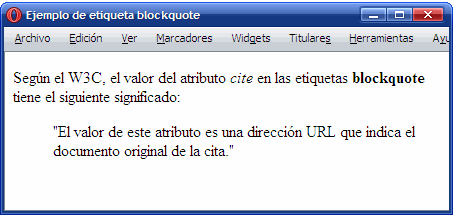 Ejemplo de etiqueta blockquote
Archivo Edición Ver Marcadores Widgets Titulares Herramientas Ayu
Según el W3C, el valor del atributo cite en las etiquetas blockquote
tiene el siguiente significado:
"El valor de este atributo es una dirección URL que indica el
documento original de la cita."